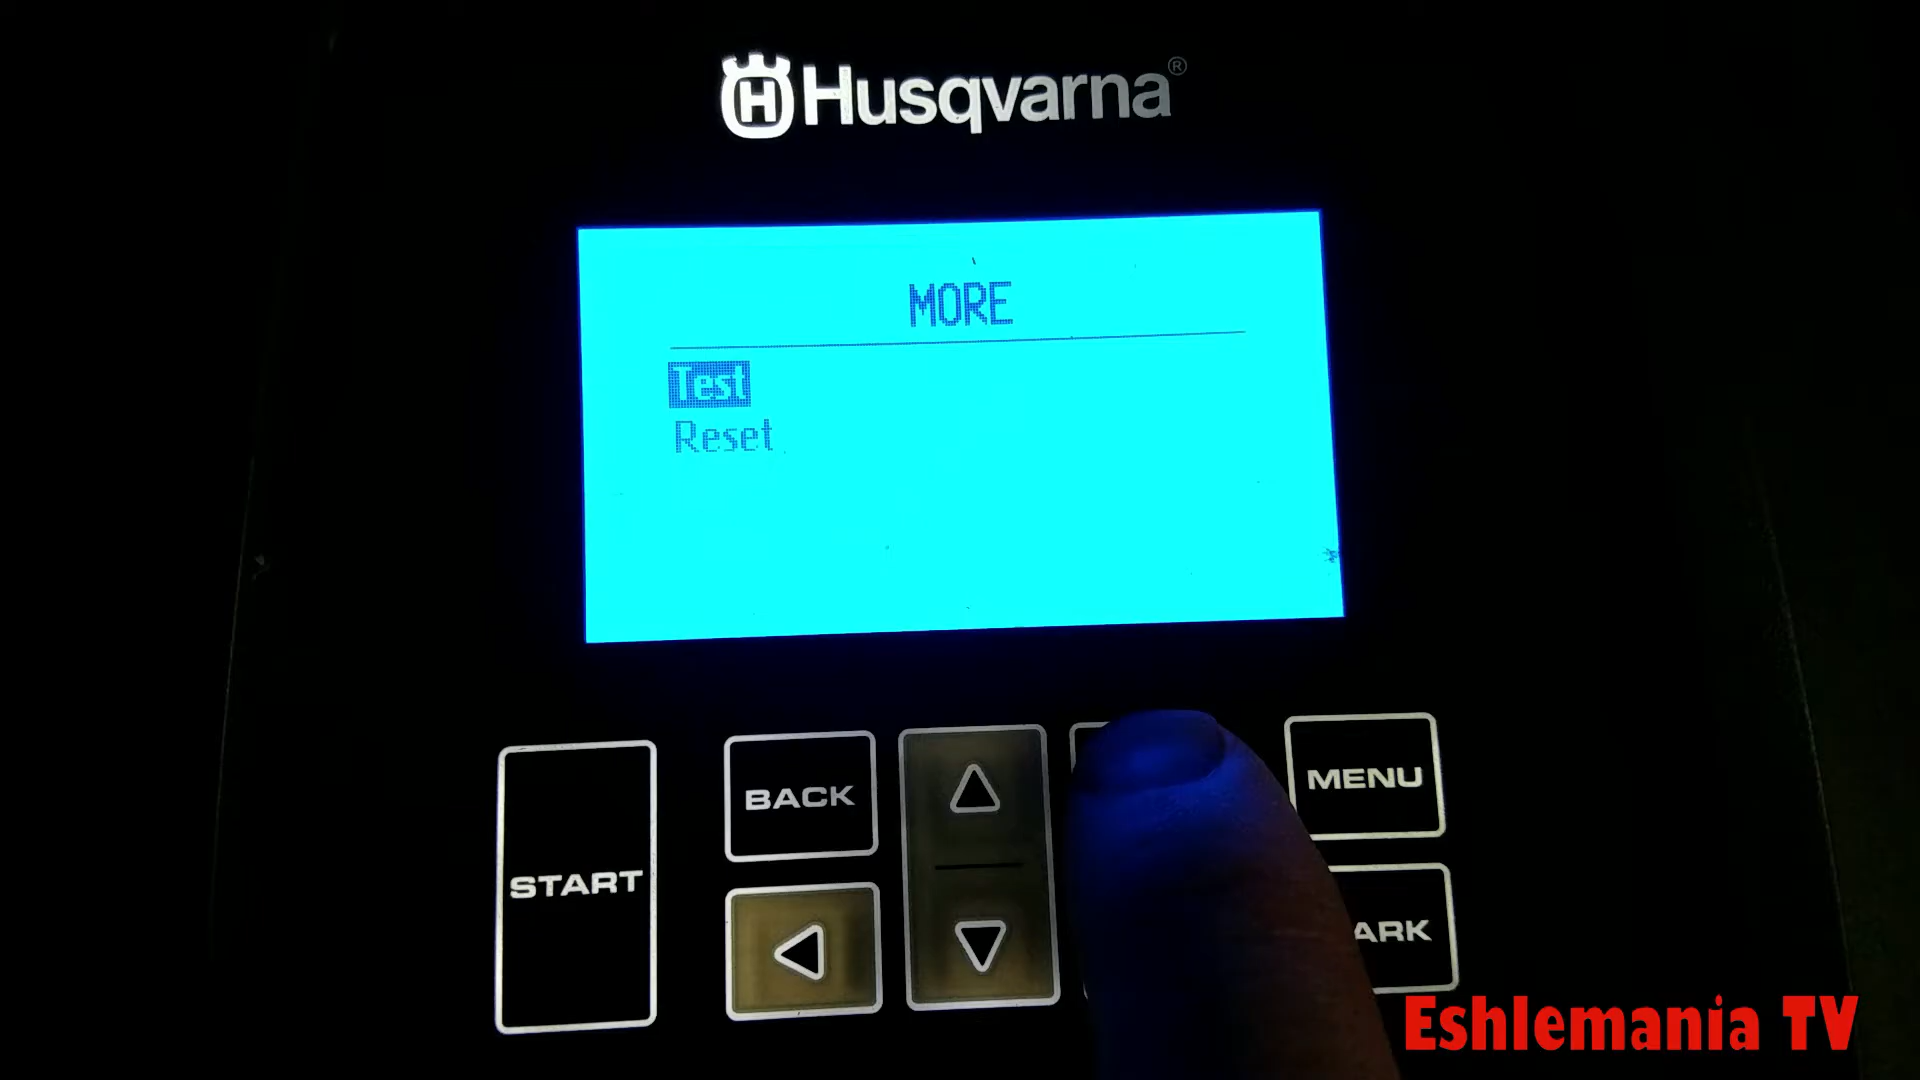 Husqvarna®
MORE
Test
Reset
START
BACK
MENU
ARK
Eshlemania TV